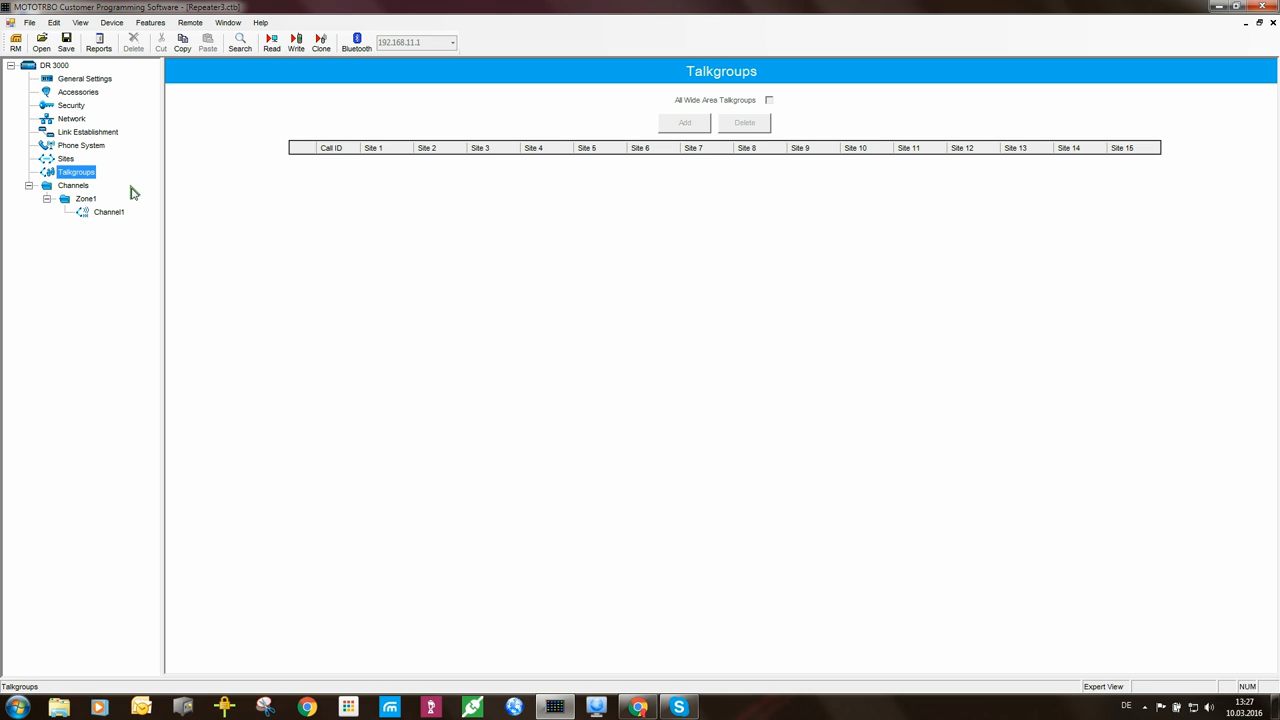 MOTOTRBO Customer Programming Software - [Repeater3.ctb]
File Edit View Device Features Remote Window Help
RM Open Save Reports Delete Cut Copy Paste Search Read Write Clone Bluetooth 192.168.11.1
DR 3000
General Settings
Accessories
Security
Network
Link Establishment
Phone System
Sites
Talkgroups
Channels
Zone1
Channel1
Talkgroups
All Wide Area Talkgroups
Add Delete
Call ID Site 1 Site 2 Site 3 Site 4 Site 5 Site 6 Site 7 Site 8 Site 9 Site 10 Site 11 Site 12 Site 13 Site 14 Site 15
Talkgroups Expert View NUM
DE 13:27
10.03.2016